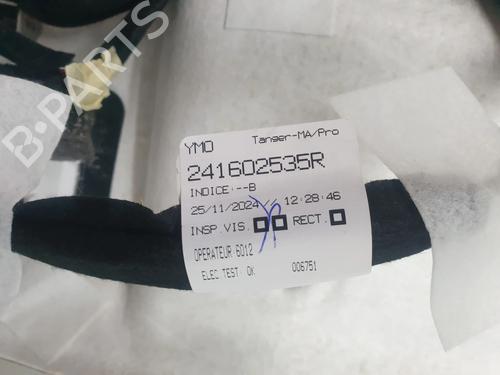 YMO Tanger-MA/Pro
241602535R
INDICE:--B
25/11/2024 // 12:28:46
INSP.VIS. RECT.
OPERATEUR 6012
ELEC TEST: OK 006751
B-PARTS